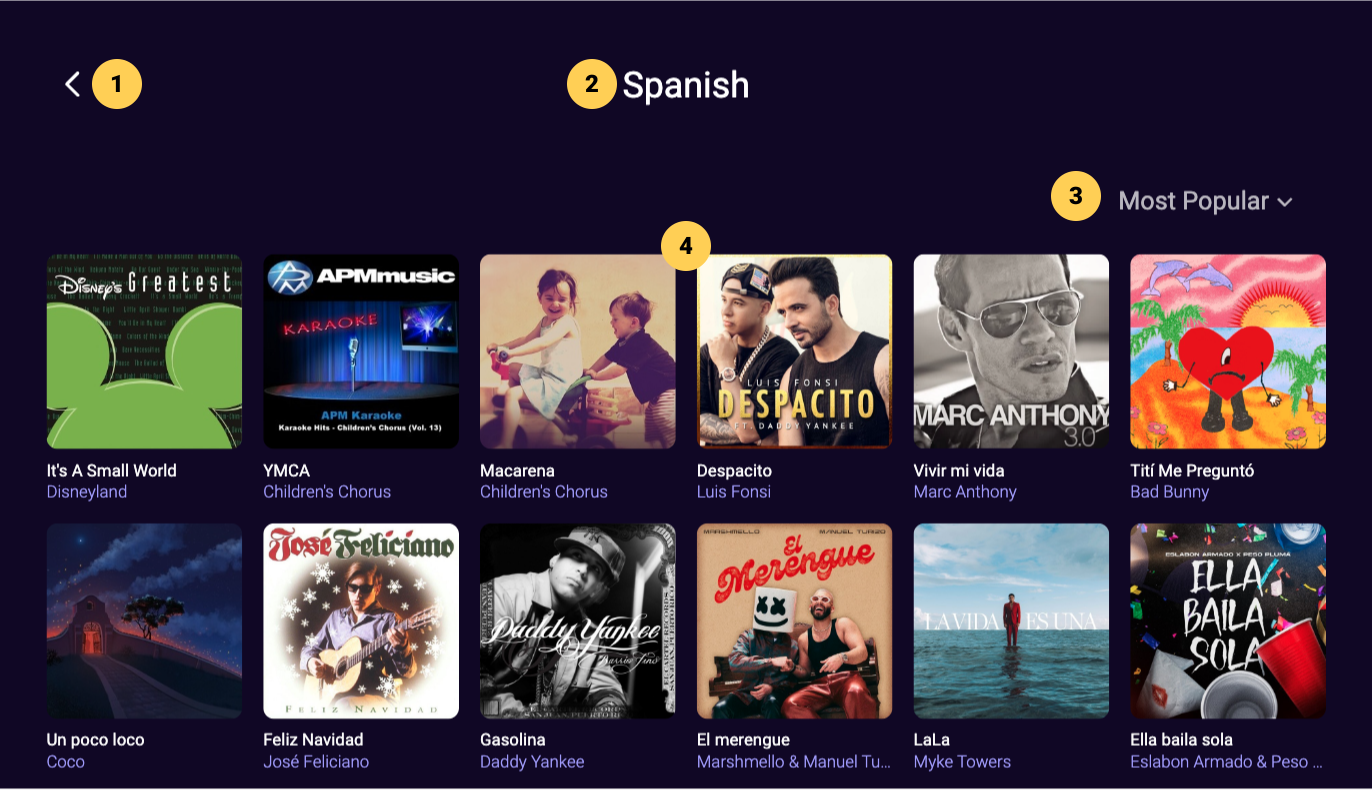 1
2 Spanish
3 Most Popular
4
DISNEY'S Greatest
APMmusic
KARAOKE
APM Karaoke
Karaoke Hits - Children's Chorus (Vol. 13)
LUIS FONSI
DESPACITO
FT. DADDY YANKEE
MARC ANTHONY
3.0
It's A Small World
YMCA
Macarena
Despacito
Vivir mi vida
Tití Me Preguntó
Disneyland
Children's Chorus
Children's Chorus
Luis Fonsi
Marc Anthony
Bad Bunny
José Feliciano
FELIZ NAVIDAD
Daddy Yankee
Barrio Fino
MARSHMELLO
MANUEL TURIZO
El
Merengue
LA VIDA ES UNA
ESLABON ARMADO X PESO PLUMA
ELLA
BAILA
SOLA
Un poco loco
Feliz Navidad
Gasolina
El merengue
LaLa
Ella baila sola
Coco
José Feliciano
Daddy Yankee
Marshmello & Manuel Tu...
Myke Towers
Eslabon Armado & Peso ...